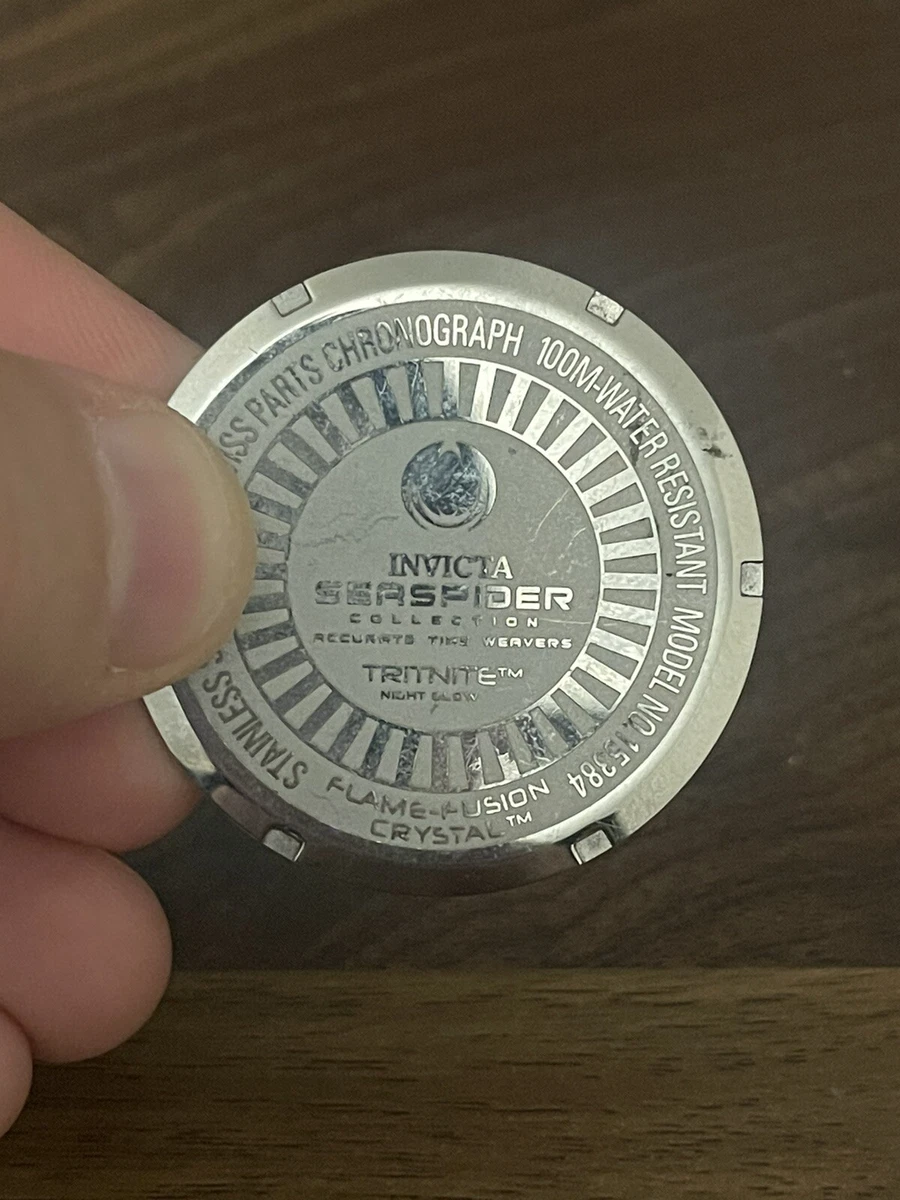 PARTS CHRONOGRAPH 100M-WATER RESISTANT MODEL NO.15384
STAINLESS
INVICTA
SEASPIDER
COLLECTION
ACCURATE TIME WEAVERS
TRITNITE™
NIGHT GLOW
FLAME-FUSION
CRYSTAL™